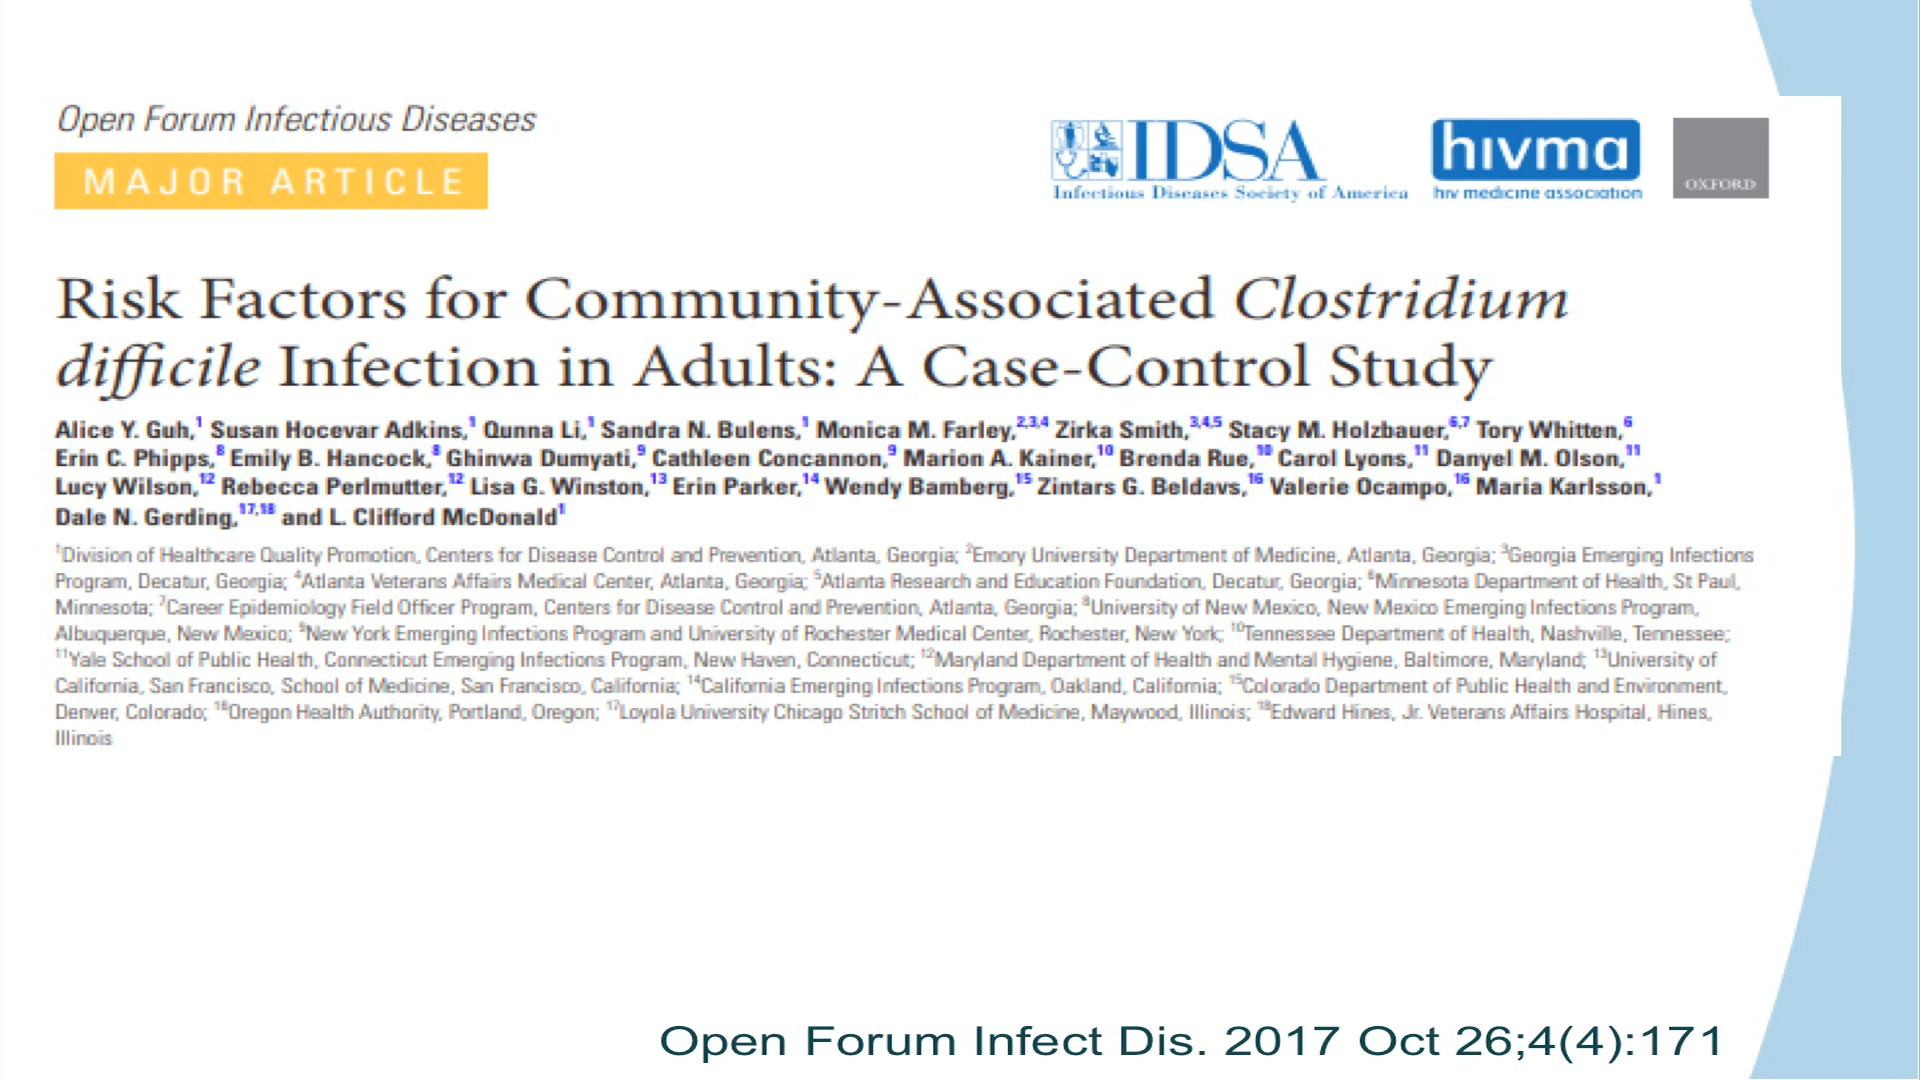 Open Forum Infectious Diseases
MAJOR ARTICLE
IDSA
Infectious Diseases Society of America
hivma
hiv medicine association
OXFORD
Risk Factors for Community-Associated Clostridium
difficile Infection in Adults: A Case-Control Study
Alice Y. Guh,1 Susan Hocevar Adkins,1 Qunna Li,1 Sandra N. Bulens,1 Monica M. Farley,2,3,4 Zirka Smith,3,4,5 Stacy M. Holzbauer,6,7 Tory Whitten,6
Erin C. Phipps,8 Emily B. Hancock,8 Ghinwa Dumyati,9 Cathleen Concannon,9 Marion A. Kainer,10 Brenda Rue,10 Carol Lyons,11 Danyel M. Olson,11
Lucy Wilson,12 Rebecca Perlmutter,12 Lisa G. Winston,13 Erin Parker,14 Wendy Bamberg,15 Zintars G. Beldavs,16 Valerie Ocampo,16 Maria Karlsson,1
Dale N. Gerding,17,18 and L. Clifford McDonald1
1Division of Healthcare Quality Promotion, Centers for Disease Control and Prevention, Atlanta, Georgia; 2Emory University Department of Medicine, Atlanta, Georgia; 3Georgia Emerging Infections
Program, Decatur, Georgia; 4Atlanta Veterans Affairs Medical Center, Atlanta, Georgia; 5Atlanta Research and Education Foundation, Decatur, Georgia; 6Minnesota Department of Health, St Paul,
Minnesota; 7Career Epidemiology Field Officer Program, Centers for Disease Control and Prevention, Atlanta, Georgia; 8University of New Mexico, New Mexico Emerging Infections Program,
Albuquerque, New Mexico; 9New York Emerging Infections Program and University of Rochester Medical Center, Rochester, New York; 10Tennessee Department of Health, Nashville, Tennessee;
11Yale School of Public Health, Connecticut Emerging Infections Program, New Haven, Connecticut; 12Maryland Department of Health and Mental Hygiene, Baltimore, Maryland; 13University of
California, San Francisco, School of Medicine, San Francisco, California; 14California Emerging Infections Program, Oakland, California; 15Colorado Department of Public Health and Environment,
Denver, Colorado; 16Oregon Health Authority, Portland, Oregon; 17Loyola University Chicago Stritch School of Medicine, Maywood, Illinois; 18Edward Hines, Jr. Veterans Affairs Hospital, Hines,
Illinois
Open Forum Infect Dis. 2017 Oct 26;4(4):171